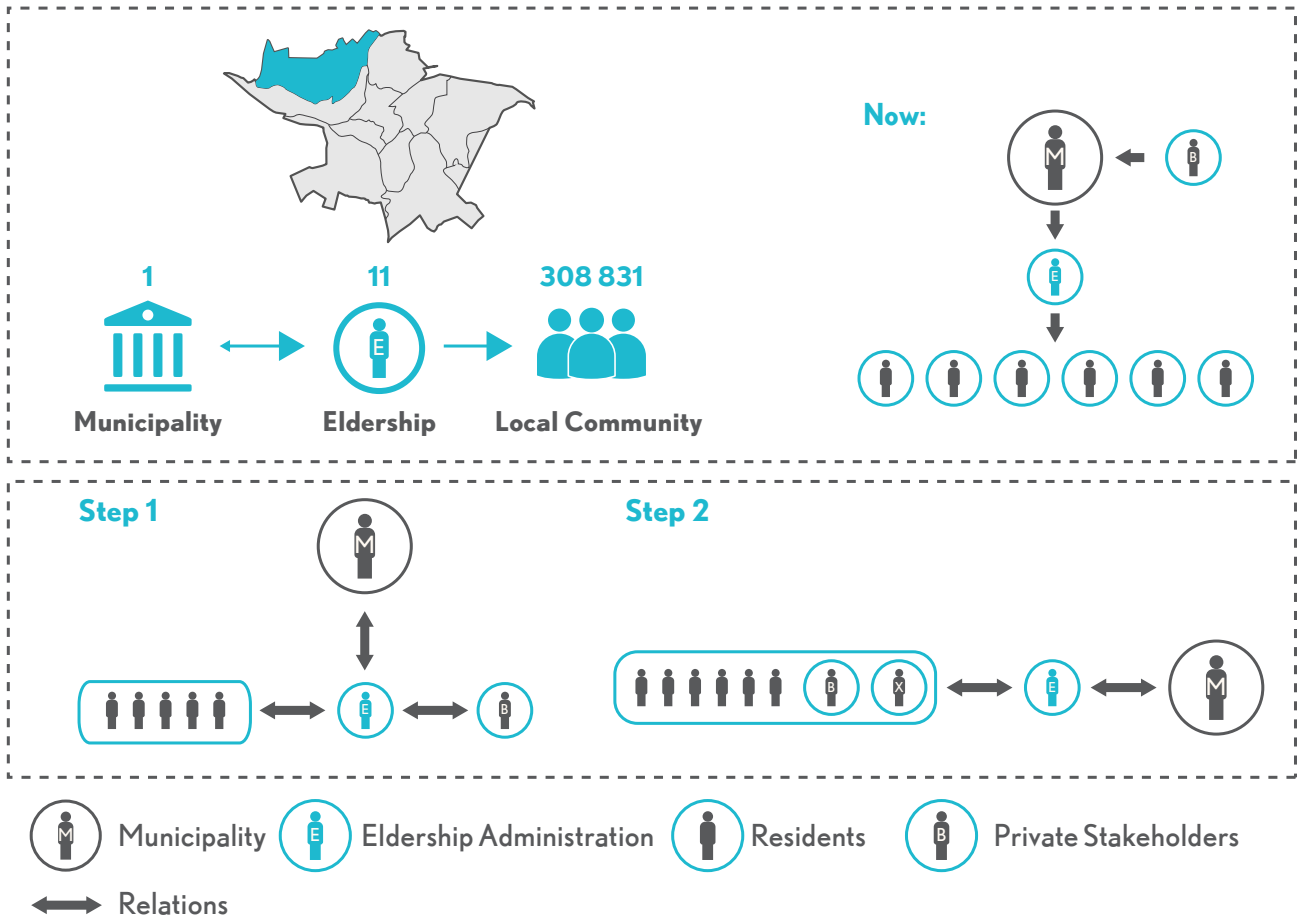 Now:
M
B
E
1
11
308 831
E
Municipality
Eldership
Local Community
Step 1
Step 2
M
E
B
B
X
E
M
M Municipality
E Eldership Administration
Residents
B Private Stakeholders
Relations